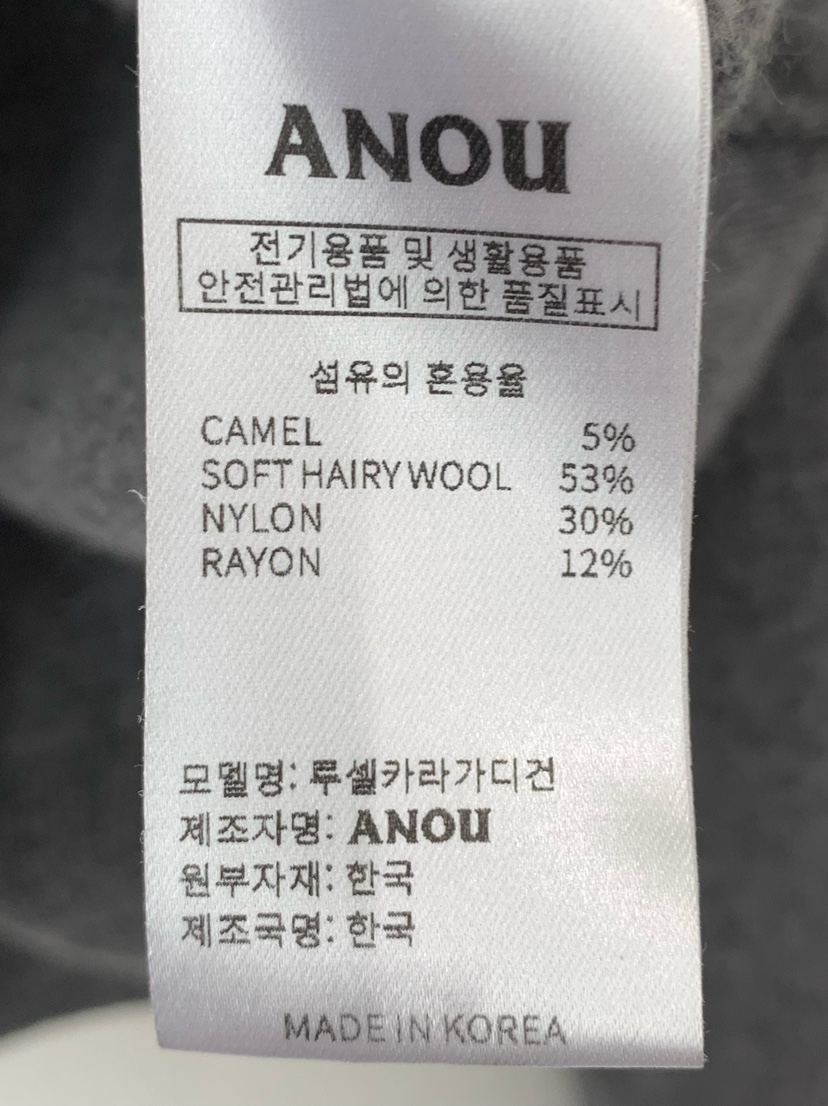 ANOU
전기용품 및 생활용품
안전관리법에 의한 품질표시
섬유의 혼용율
CAMEL 5%
SOFT HAIRY WOOL 53%
NYLON 30%
RAYON 12%
모델명: 루셀카라가디건
제조자명: ANOU
원부자재: 한국
제조국명: 한국
MADE IN KOREA